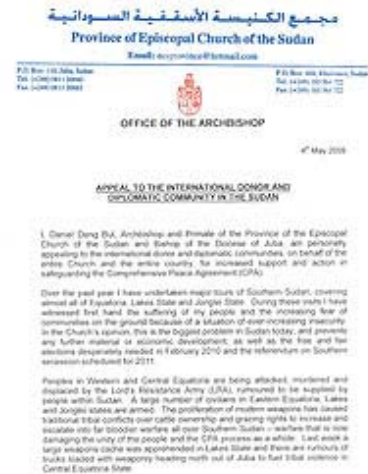 مجمع الكنيسة الأسقفية السودانية
Province of Episcopal Church of the Sudan
OFFICE OF THE ARCHBISHOP
4th May 2009
APPEAL TO THE INTERNATIONAL DONOR AND
DIPLOMATIC COMMUNITY IN THE SUDAN
I, Daniel Deng Bul, Archbishop and Primate of the Province of the Episcopal
Church of the Sudan and Bishop of the Diocese of Juba, am personally
appealing to the international donor and diplomatic communities, on behalf of the
entire Church and the entire country, for increased support and action in
safeguarding the Comprehensive Peace Agreement (CPA).
Over the past year I have undertaken major tours of Southern Sudan, covering
almost all of Equatoria, Lakes State and Jonglei State. During these visits I have
witnessed first hand the suffering of my people and the increasing fear of
communities on the ground because of a situation of ever-increasing insecurity.
In the Church's opinion, this is the biggest problem in Sudan today, and prevents
any further material or economic development, as well as the free and fair
elections desperately needed in February 2010 and the referendum on Southern
secession scheduled for 2011.
Peoples in Western and Central Equatoria are being attacked, murdered and
displaced by the Lord's Resistance Army (LRA), rumoured to be supplied by
people within Sudan. A large number of civilians in Eastern Equatoria, Lakes
and Jonglei states are armed. The proliferation of modern weapons has caused
traditional tribal conflicts over cattle ownership and grazing rights to increase and
escalate into far bloodier warfare all over Southern Sudan – warfare that is now
damaging the unity of the people and the CPA process as a whole. Last week a
large weapons cache was apprehended in Lakes State and there are rumours of
trucks loaded with weaponry heading north out of Juba to fuel tribal violence in
Central Equatoria State.